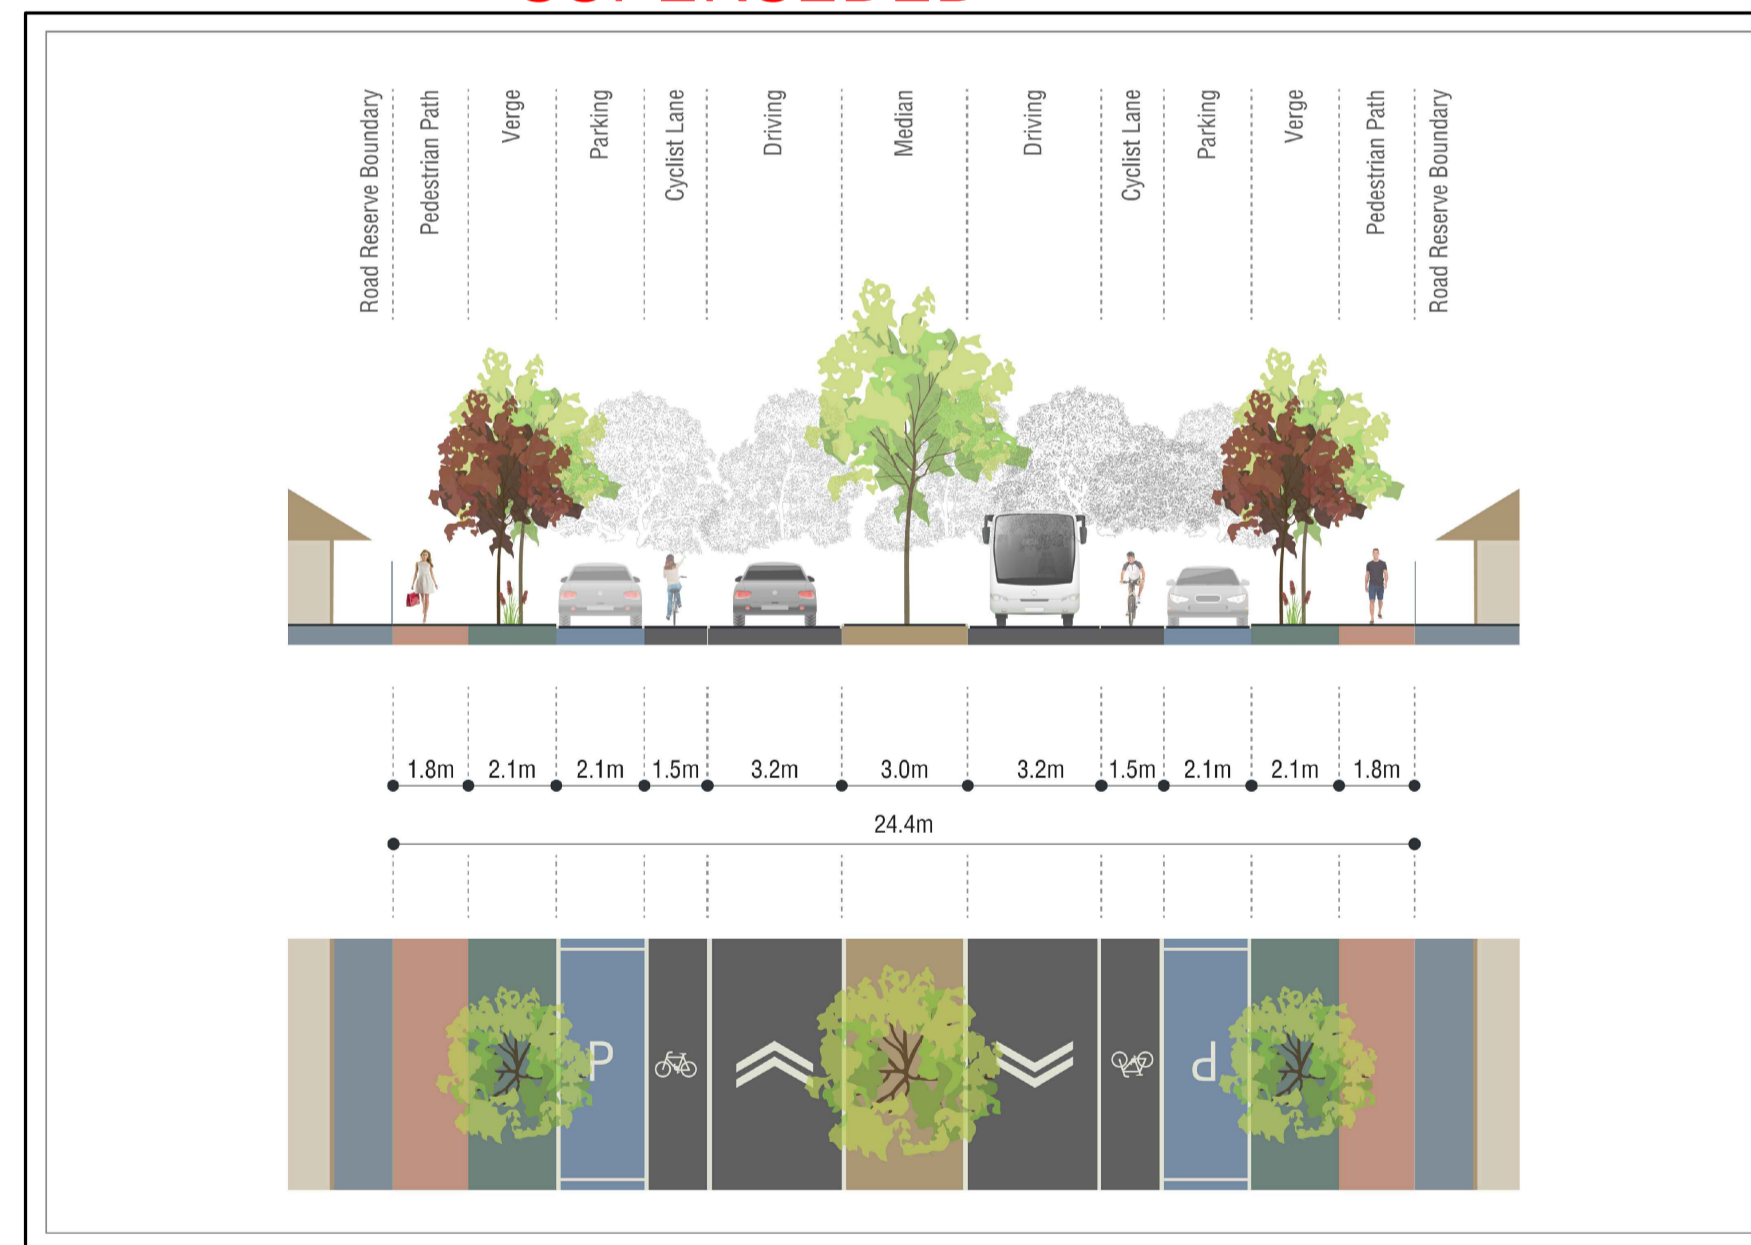 SUPERSEDED
Road Reserve Boundary
Pedestrian Path
Verge
Parking
Cyclist Lane
Driving
Median
Driving
Cyclist Lane
Parking
Verge
Pedestrian Path
Road Reserve Boundary
1.8m 2.1m 2.1m 1.5m 3.2m 3.0m 3.2m 1.5m 2.1m 2.1m 1.8m
24.4m
P P